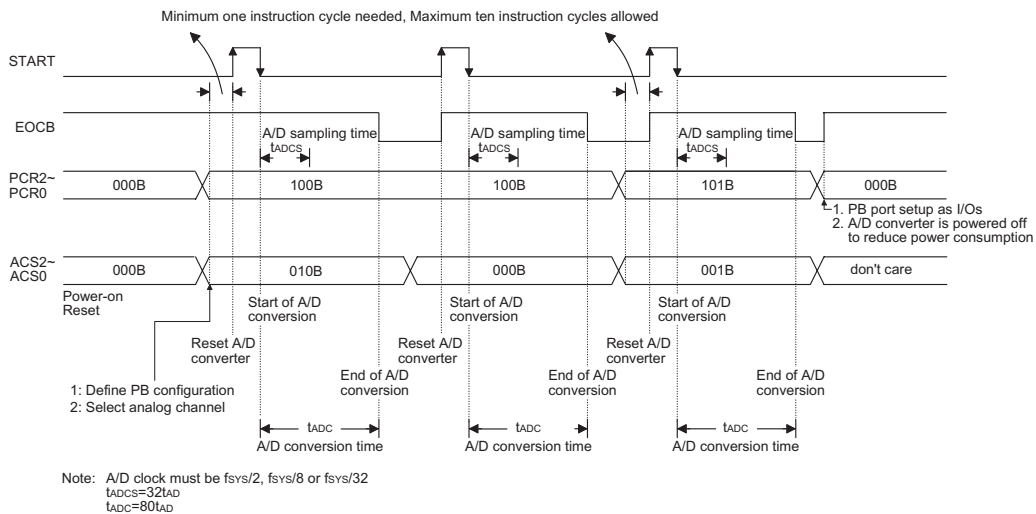 Minimum one instruction cycle needed, Maximum ten instruction cycles allowed
START
EOCB
A/D sampling time
tADCS
A/D sampling time
tADCS
A/D sampling time
tADCS
PCR2~
PCR0
000B
100B
100B
101B
000B
1. PB port setup as I/Os
2. A/D converter is powered off
to reduce power consumption
ACS2~
ACS0
000B
010B
000B
001B
don't care
Power-on
Reset
Start of A/D
conversion
Start of A/D
conversion
Start of A/D
conversion
Reset A/D
converter
Reset A/D
converter
Reset A/D
converter
1: Define PB configuration
2: Select analog channel
End of A/D
conversion
End of A/D
conversion
End of A/D
conversion
tADC
A/D conversion time
tADC
A/D conversion time
tADC
A/D conversion time
Note: A/D clock must be fSYS/2, fSYS/8 or fSYS/32
tADCS=32tAD
tADC=80tAD